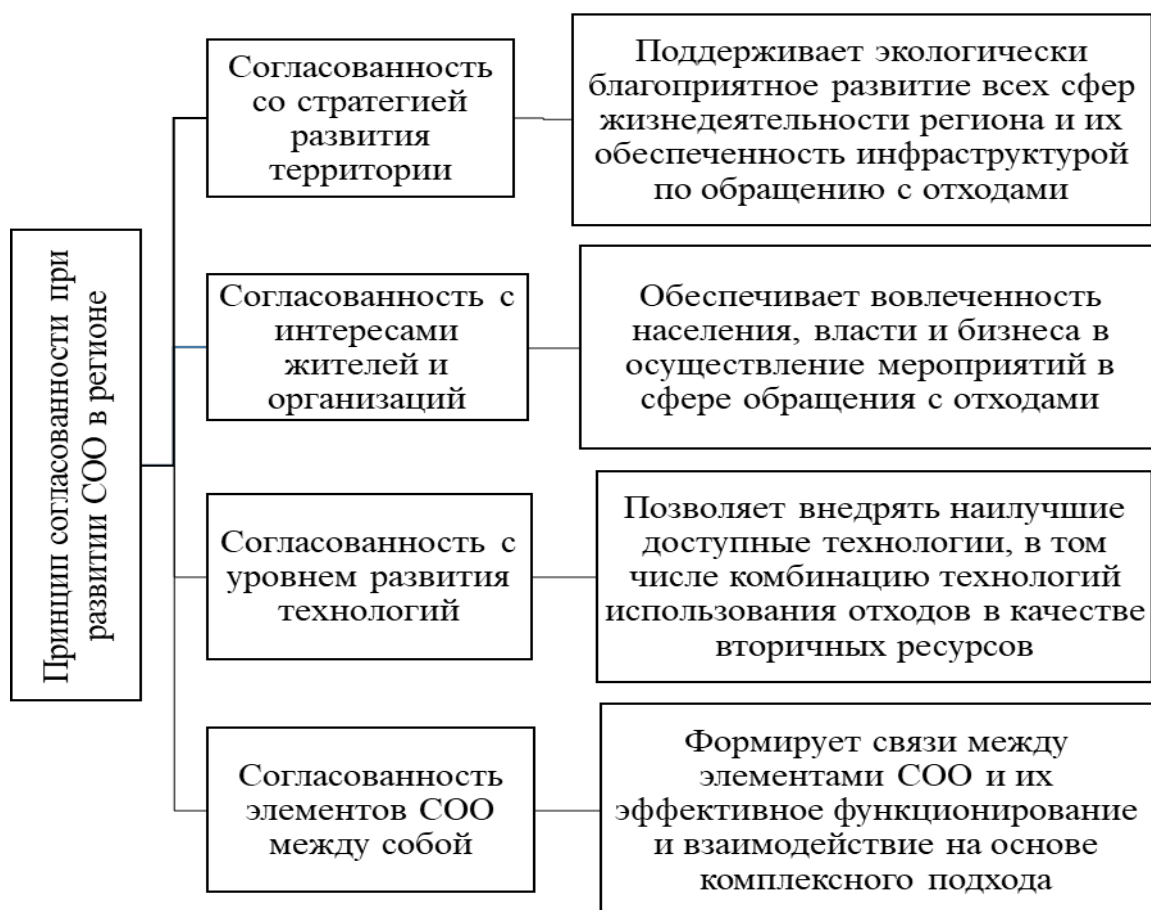 Принцип согласованности при
развитии СОО в регионе
Согласованность
со стратегией
развития
территории
Поддерживает экологически
благоприятное развитие всех сфер
жизнедеятельности региона и их
обеспеченность инфраструктурой
по обращению с отходами
Согласованность с
интересами
жителей и
организаций
Обеспечивает вовлеченность
населения, власти и бизнеса в
осуществление мероприятий в
сфере обращения с отходами
Согласованность с
уровнем развития
технологий
Позволяет внедрять наилучшие
доступные технологии, в том
числе комбинацию технологий
использования отходов в качестве
вторичных ресурсов
Согласованность
элементов СОО
между собой
Формирует связи между
элементами СОО и их
эффективное функционирование
и взаимодействие на основе
комплексного подхода